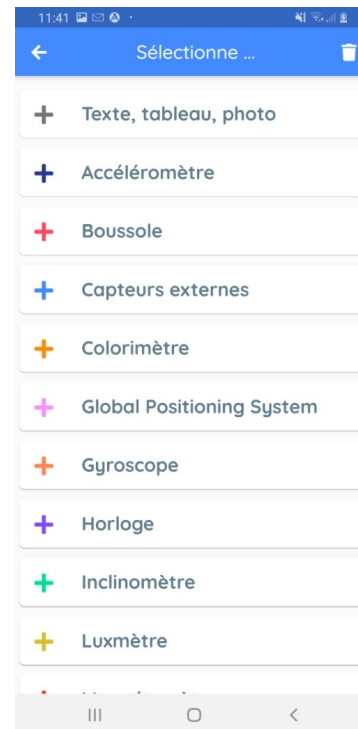 11:41
Sélectionne ...
Texte, tableau, photo
Accéléromètre
Boussole
Capteurs externes
Colorimètre
Global Positioning System
Gyroscope
Horloge
Inclinomètre
Luxmètre